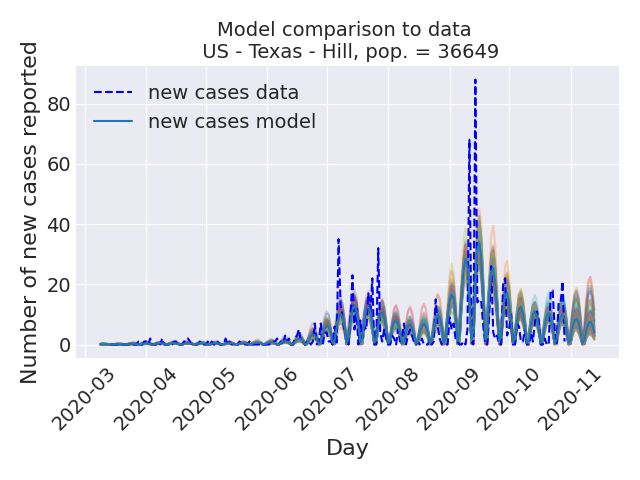 Model comparison to data
US - Texas - Hill, pop. = 36649
Number of new cases reported
80
60
40
20
0
new cases data
new cases model
2020-03
2020-04
2020-05
2020-06
2020-07
2020-08
2020-09
2020-10
2020-11
Day